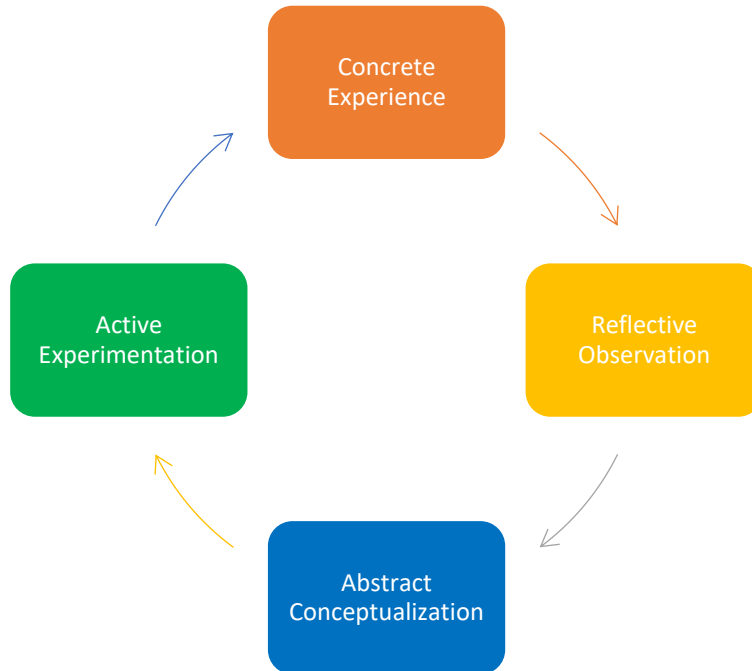 Concrete
Experience
Active
Experimentation
Reflective
Observation
Abstract
Conceptualization